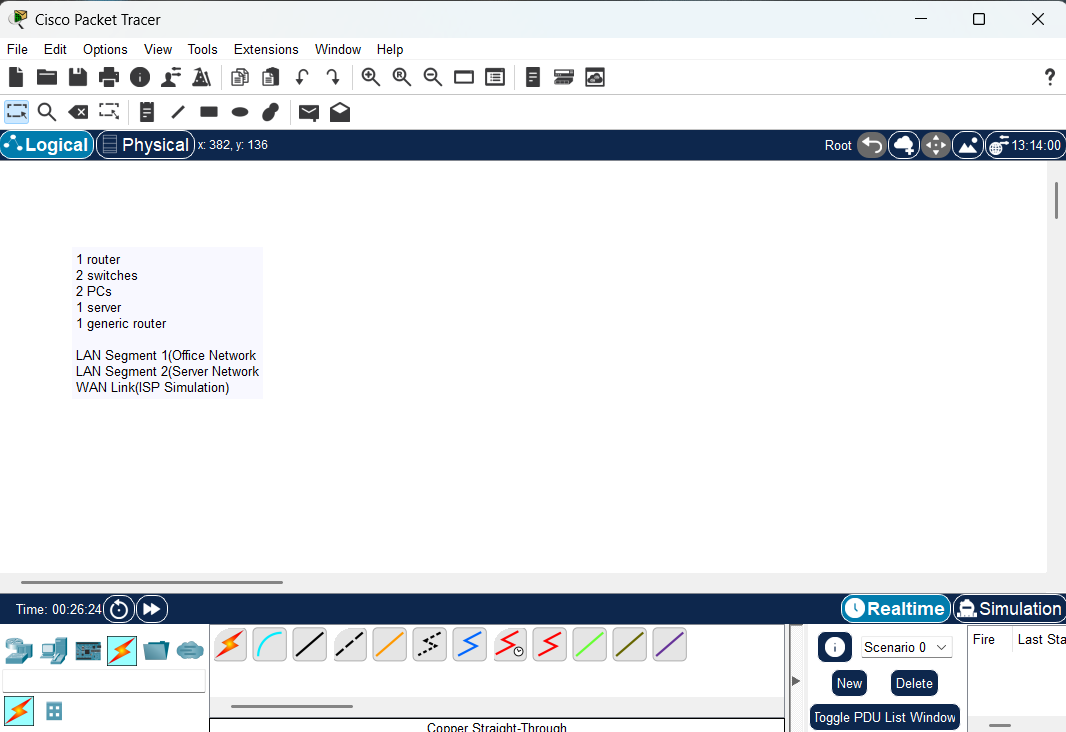 Cisco Packet Tracer
File Edit Options View Tools Extensions Window Help
?
Logical Physical x: 382, y: 136 Root 13:14:00
1 router
2 switches
2 PCs
1 server
1 generic router
LAN Segment 1(Office Network
LAN Segment 2(Server Network
WAN Link(ISP Simulation)
Time: 00:26:24 Realtime Simulation
Scenario 0 Fire Last Sta
New Delete
Toggle PDU List Window
Copper Straight-Through